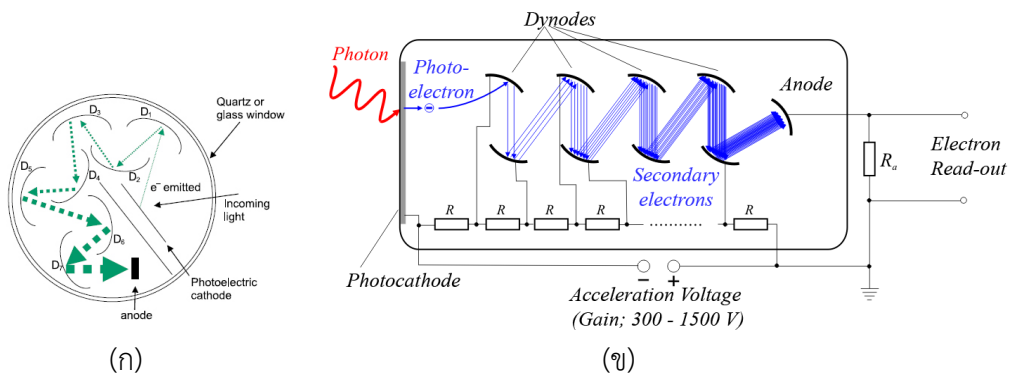 Quartz or
glass window
D₃
D₁
D₅
D₄
D₂
e⁻ emitted
Incoming
light
D₆
D₇
Photoelectric
cathode
anode
(ก)
Dynodes
Photon
Photo-
electron
⊖
Anode
Secondary
electrons
Rₐ
Electron
Read-out
R R R R R
Photocathode
− +
Acceleration Voltage
(Gain; 300 - 1500 V)
(ข)